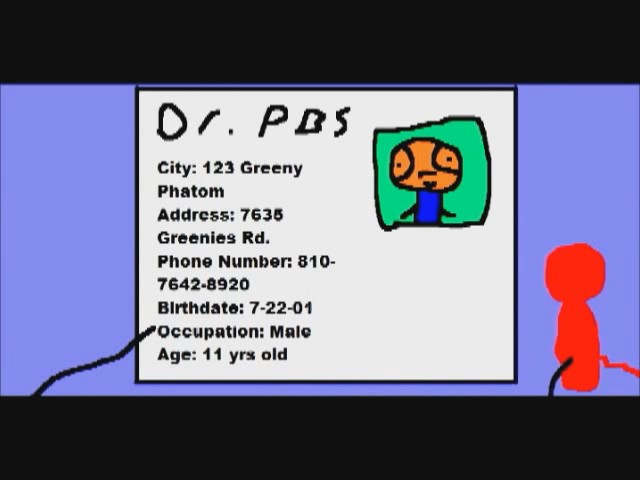 Dr. PBS
City: 123 Greeny
Phatom
Address: 7635
Greenies Rd.
Phone Number: 810-
7642-8920
Birthdate: 7-22-01
Occupation: Male
Age: 11 yrs old